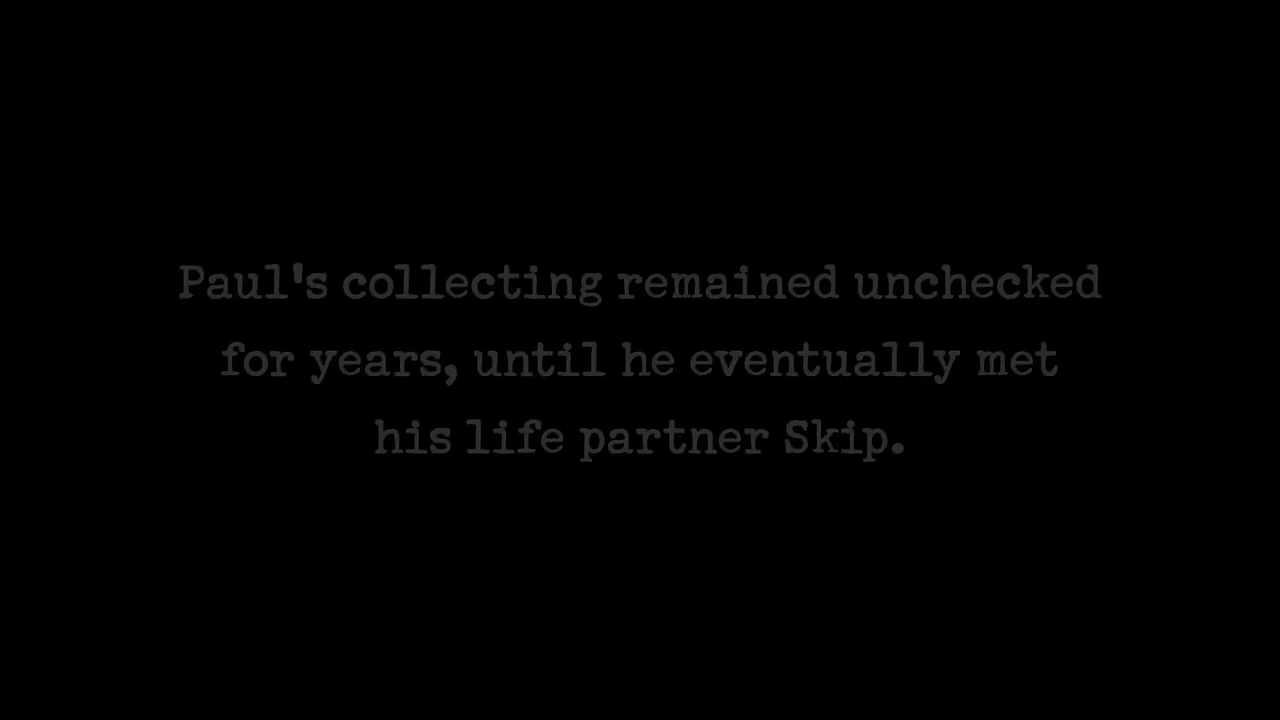 Paul's collecting remained unchecked
for years, until he eventually met
his life partner Skip.